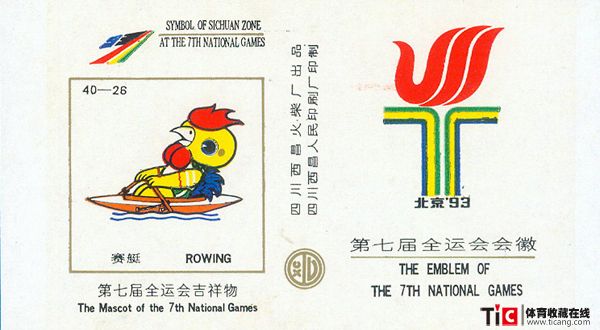 SYMBOL OF SICHUAN ZONE
AT THE 7TH NATIONAL GAMES
40—26
赛艇 ROWING
第七届全运会吉祥物
The Mascot of the 7th National Games
四川西昌火柴厂出品
四川西昌人民印刷厂印制
北京'93
第七届全运会会徽
THE EMBLEM OF
THE 7TH NATIONAL GAMES
TiC 体育收藏在线
www.ticang.com